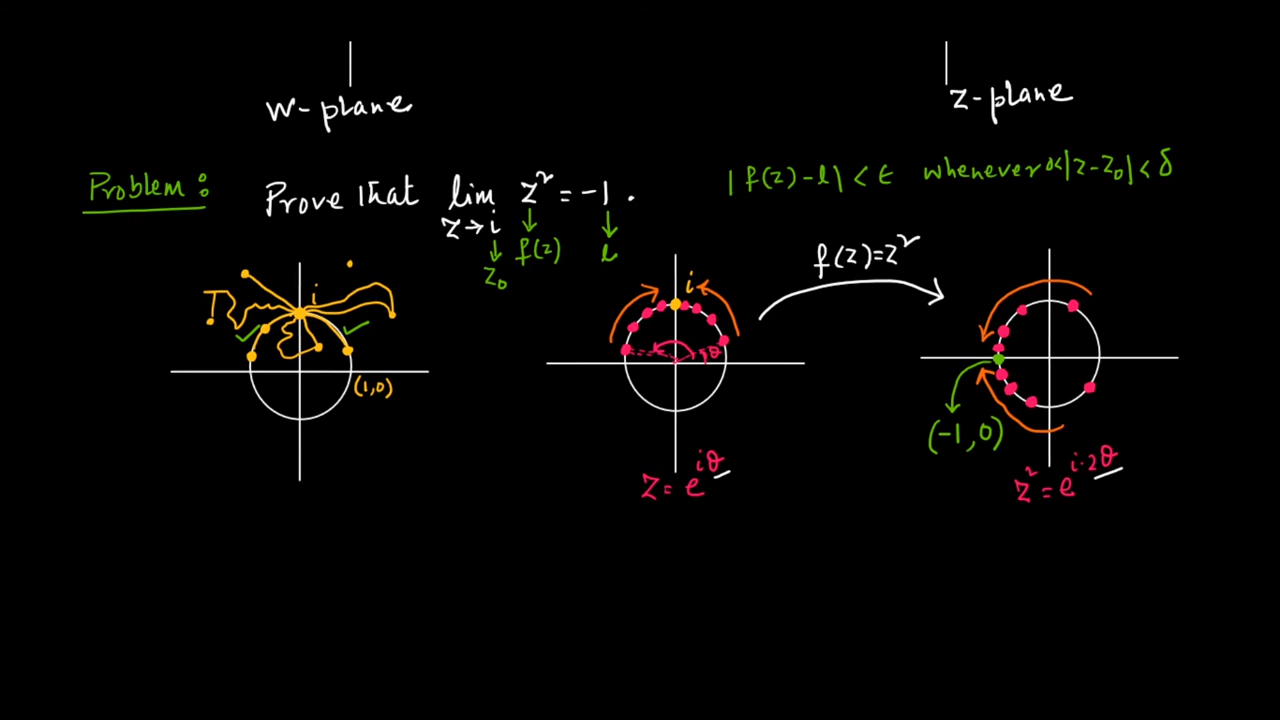 w-plane
z-plane
Problem: Prove that lim z² = -1.
z→i
|f(z)-l| < ε whenever 0<|z-z₀| < δ
z₀
f(z)
l
i
(1,0)
i
θ
f(z)=z²
(-1,0)
z = e^{iθ}
z² = e^{i·2θ}